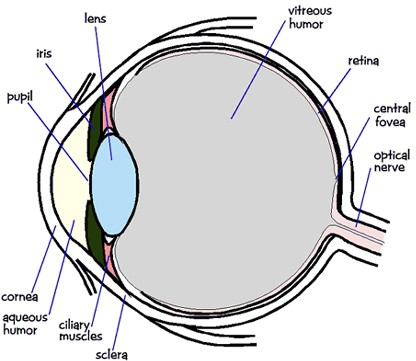 lens
vitreous
humor
iris
retina
pupil
central
fovea
optical
nerve
cornea
aqueous
humor
ciliary
muscles
sclera